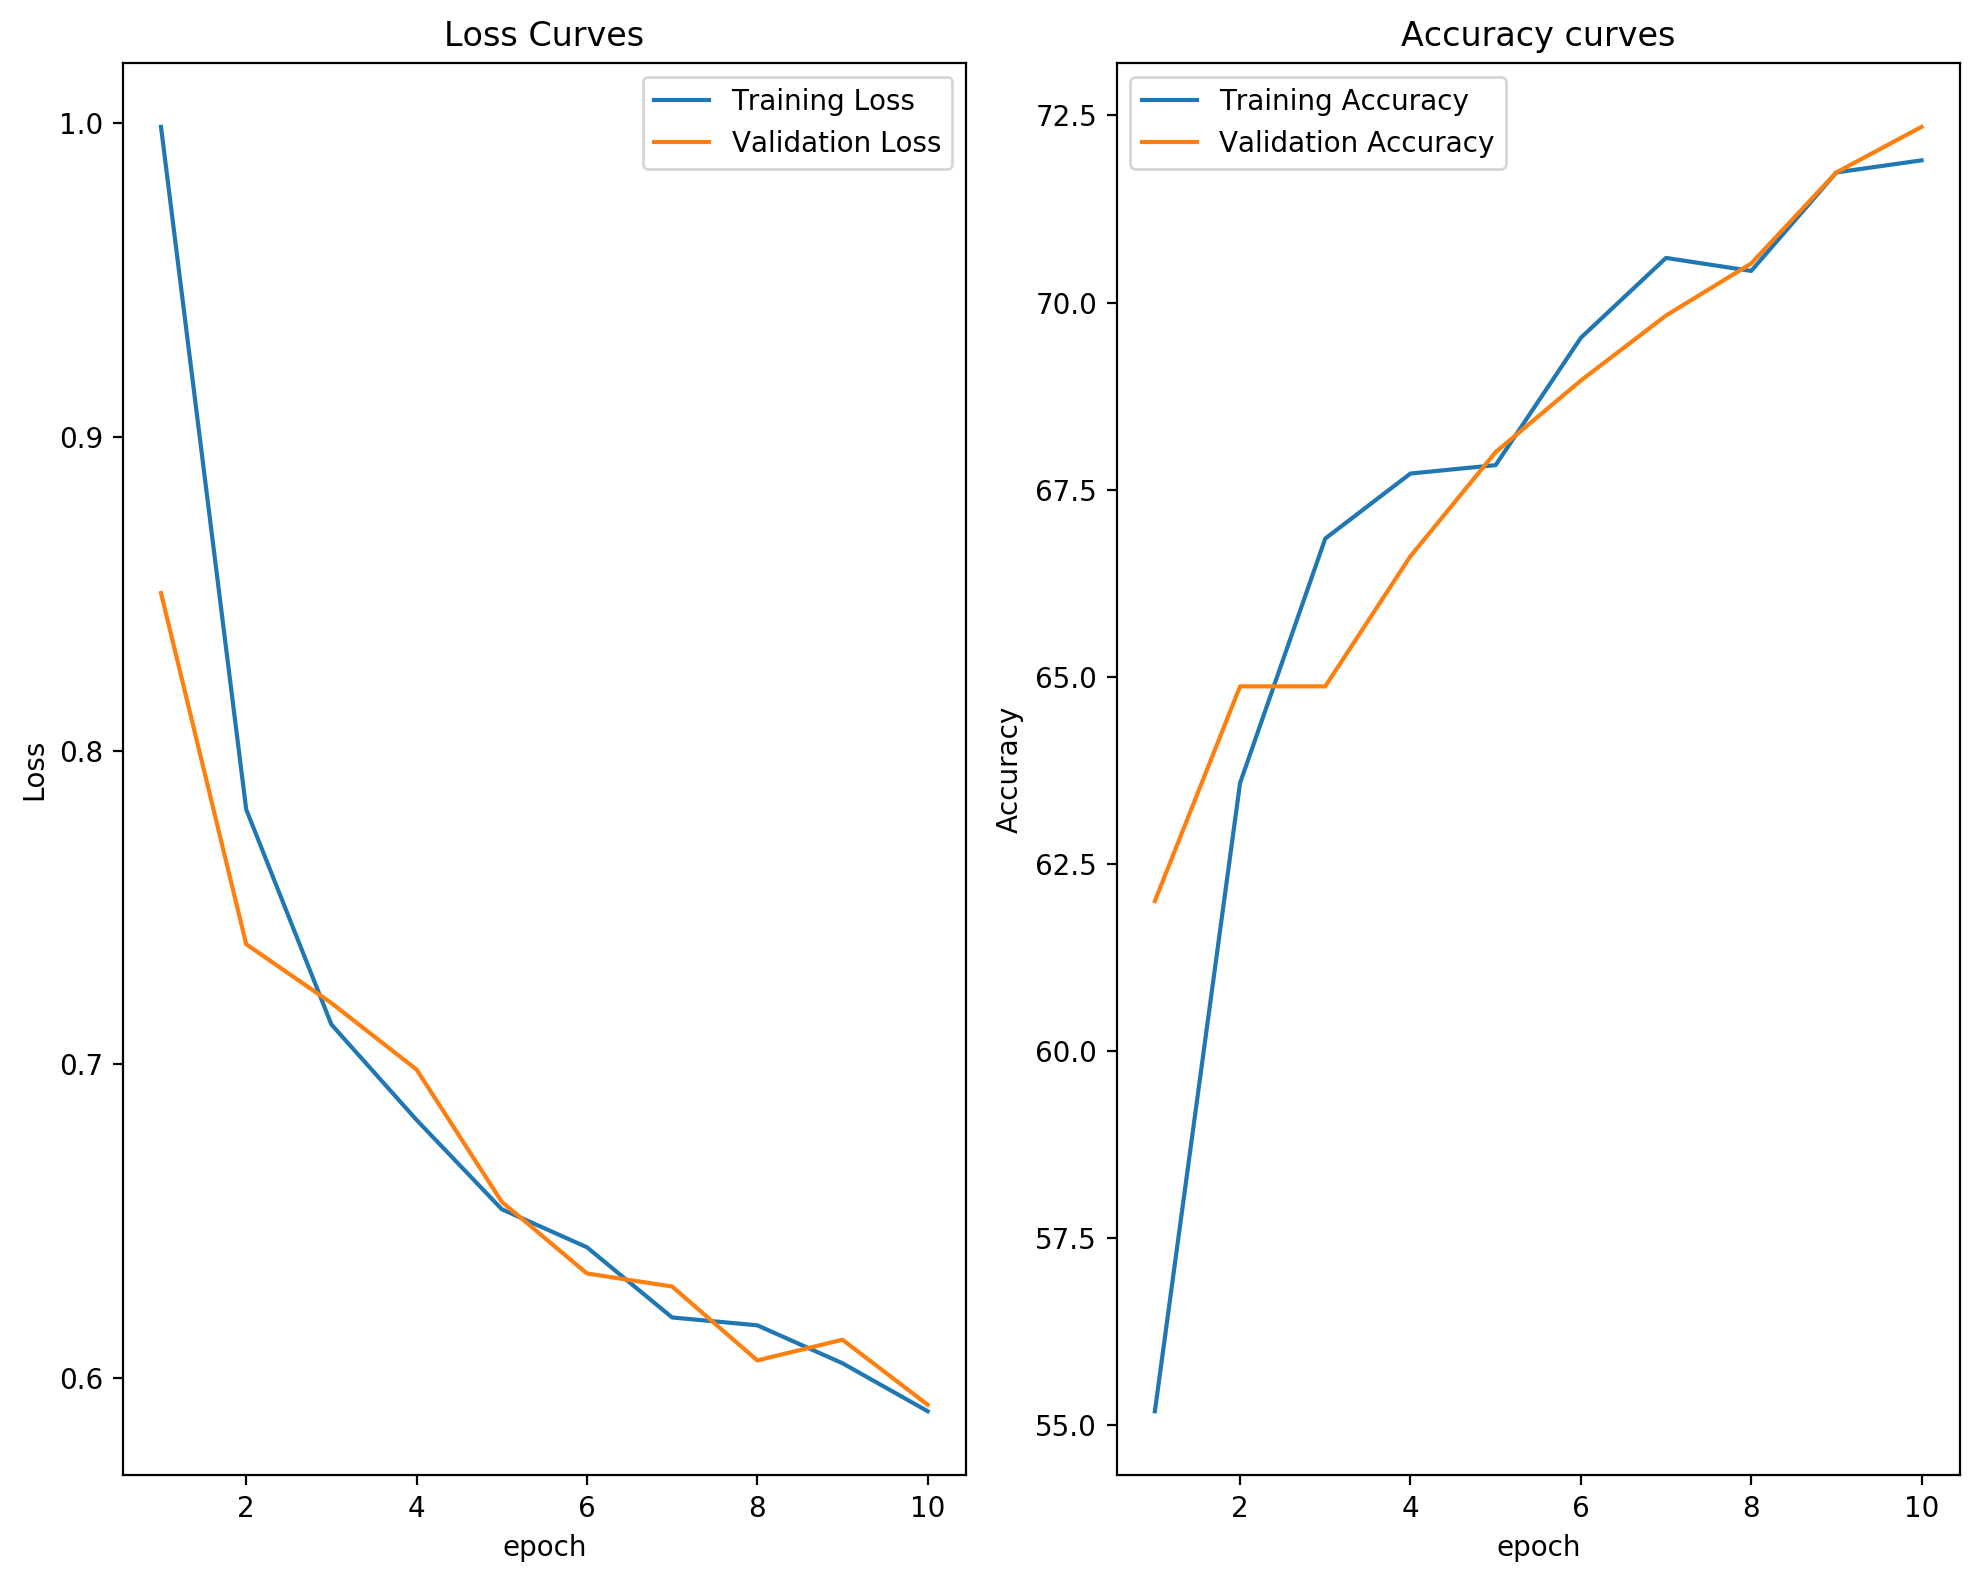 Loss Curves
Training Loss
Validation Loss
1.0
0.9
0.8
0.7
0.6
Loss
2 4 6 8 10
epoch
Accuracy curves
Training Accuracy
Validation Accuracy
72.5
70.0
67.5
65.0
62.5
60.0
57.5
55.0
Accuracy
2 4 6 8 10
epoch